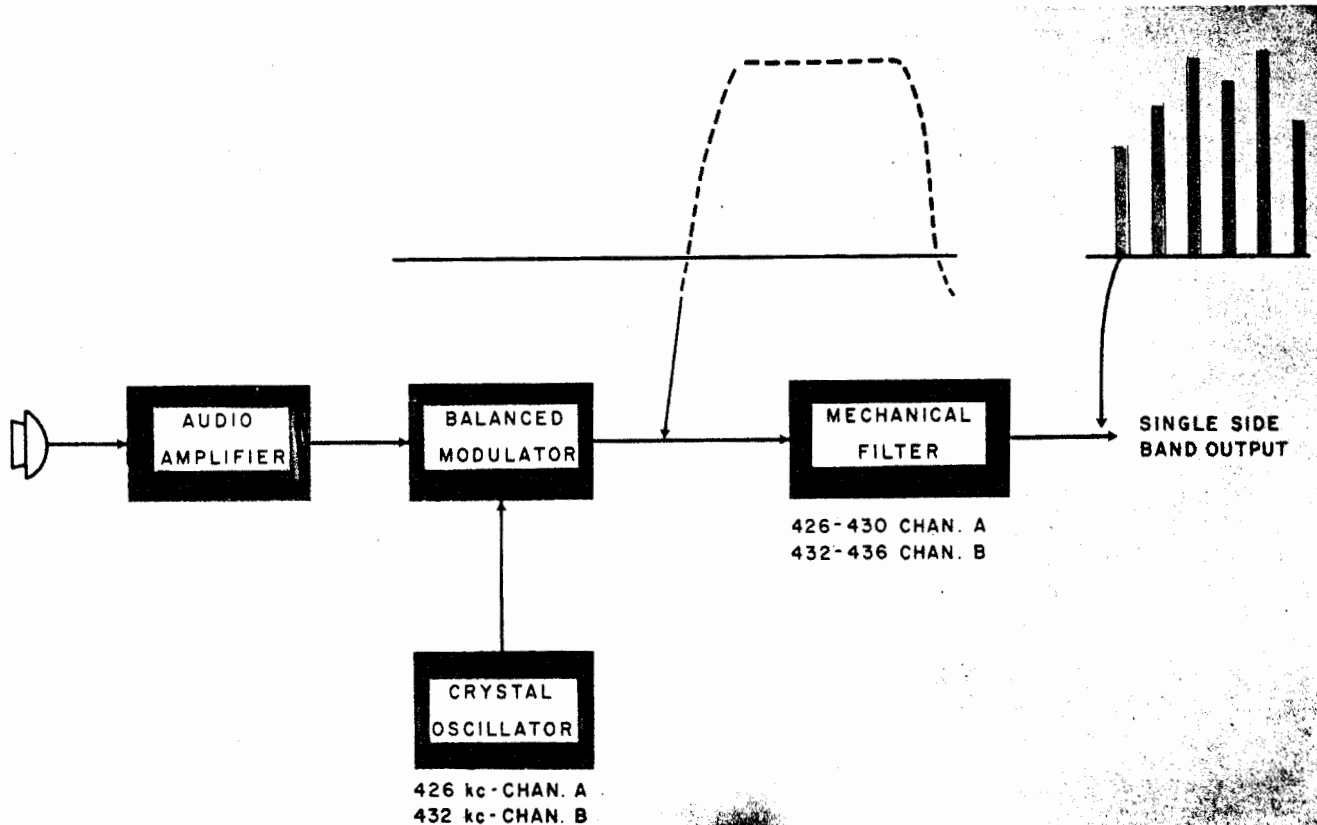 AUDIO
AMPLIFIER
BALANCED
MODULATOR
MECHANICAL
FILTER
SINGLE SIDE
BAND OUTPUT
426-430 CHAN. A
432-436 CHAN. B
CRYSTAL
OSCILLATOR
426 kc-CHAN. A
432 kc-CHAN. B